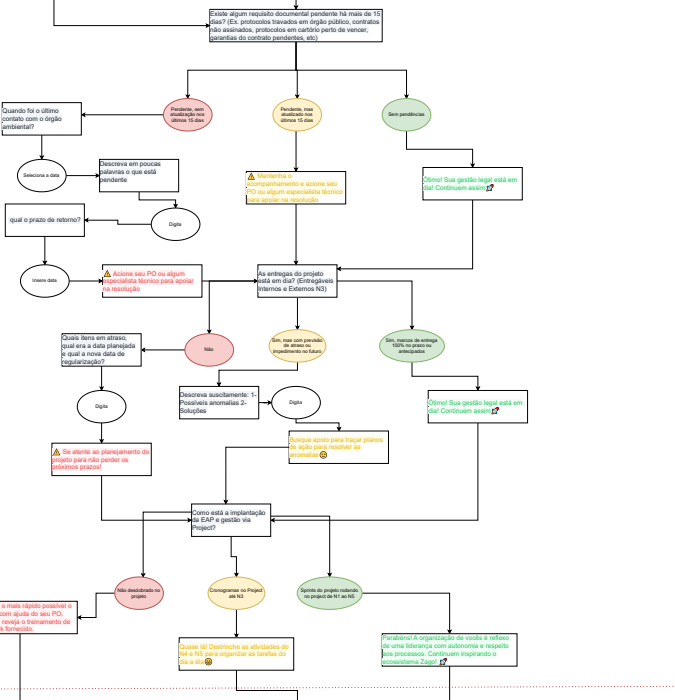 Existe algum requisito documental pendente há mais de 15
dias? (Ex. protocolos travados em órgão público, contratos
não assinados, protocolos em cartório perto de vencer,
garantias do contrato pendentes, etc)
Pendente, sem
atualização nos
últimos 15 dias
Pendente, mas
atualizado nos
últimos 15 dias
Sem pendências
Quando foi o último
contato com o órgão
ambiental?
Seleciona a data
Descreva em poucas
palavras o que está
pendente
⚠ Mantenha o
acompanhamento e acione seu
PO ou algum especialista técnico
para apoiar na resolução
Ótimo! Sua gestão legal está em
dia! Continuem assim 🚀
qual o prazo de retorno?
Digita
Insere data
⚠ Acione seu PO ou algum
especialista técnico para apoiar
na resolução
As entregas do projeto
está em dia? (Entregáveis
Internos e Externos N3)
Quais itens em atraso,
qual era a data planejada
e qual a nova data de
regularização?
Não
Sim, mas com previsão
de atraso ou
impedimento no futuro
Sim, marcos de entrega
100% no prazo ou
antecipados
Digita
Descreva suscitamente: 1-
Possíveis anomalias 2-
Soluções
Digita
Ótimo! Sua gestão legal está em
dia! Continuem assim 🚀
⚠ Se atente ao planejamento do
projeto para não perder os
próximos prazos!
Busque apoio para traçar planos
de ação para resolver as
anomalias
Como está a implantação
da EAP e gestão via
Project?
Não desdobrado no
projeto
Cronogramas no Project
até N3
Sprints do projeto rodando
no project de N1 ao N5
o mais rápido possível o
com ajuda do seu PO.
reveja o treinamento de
k fornecido.
Quase lá! Destrinche as atividades do
N4 e N5 para organizar as tarefas do
dia a dia
Parabéns! A organização de vocês é reflexo
de uma liderança com autonomia e respeito
aos processos. Continuem inspirando o
ecossistema Zago! 🚀